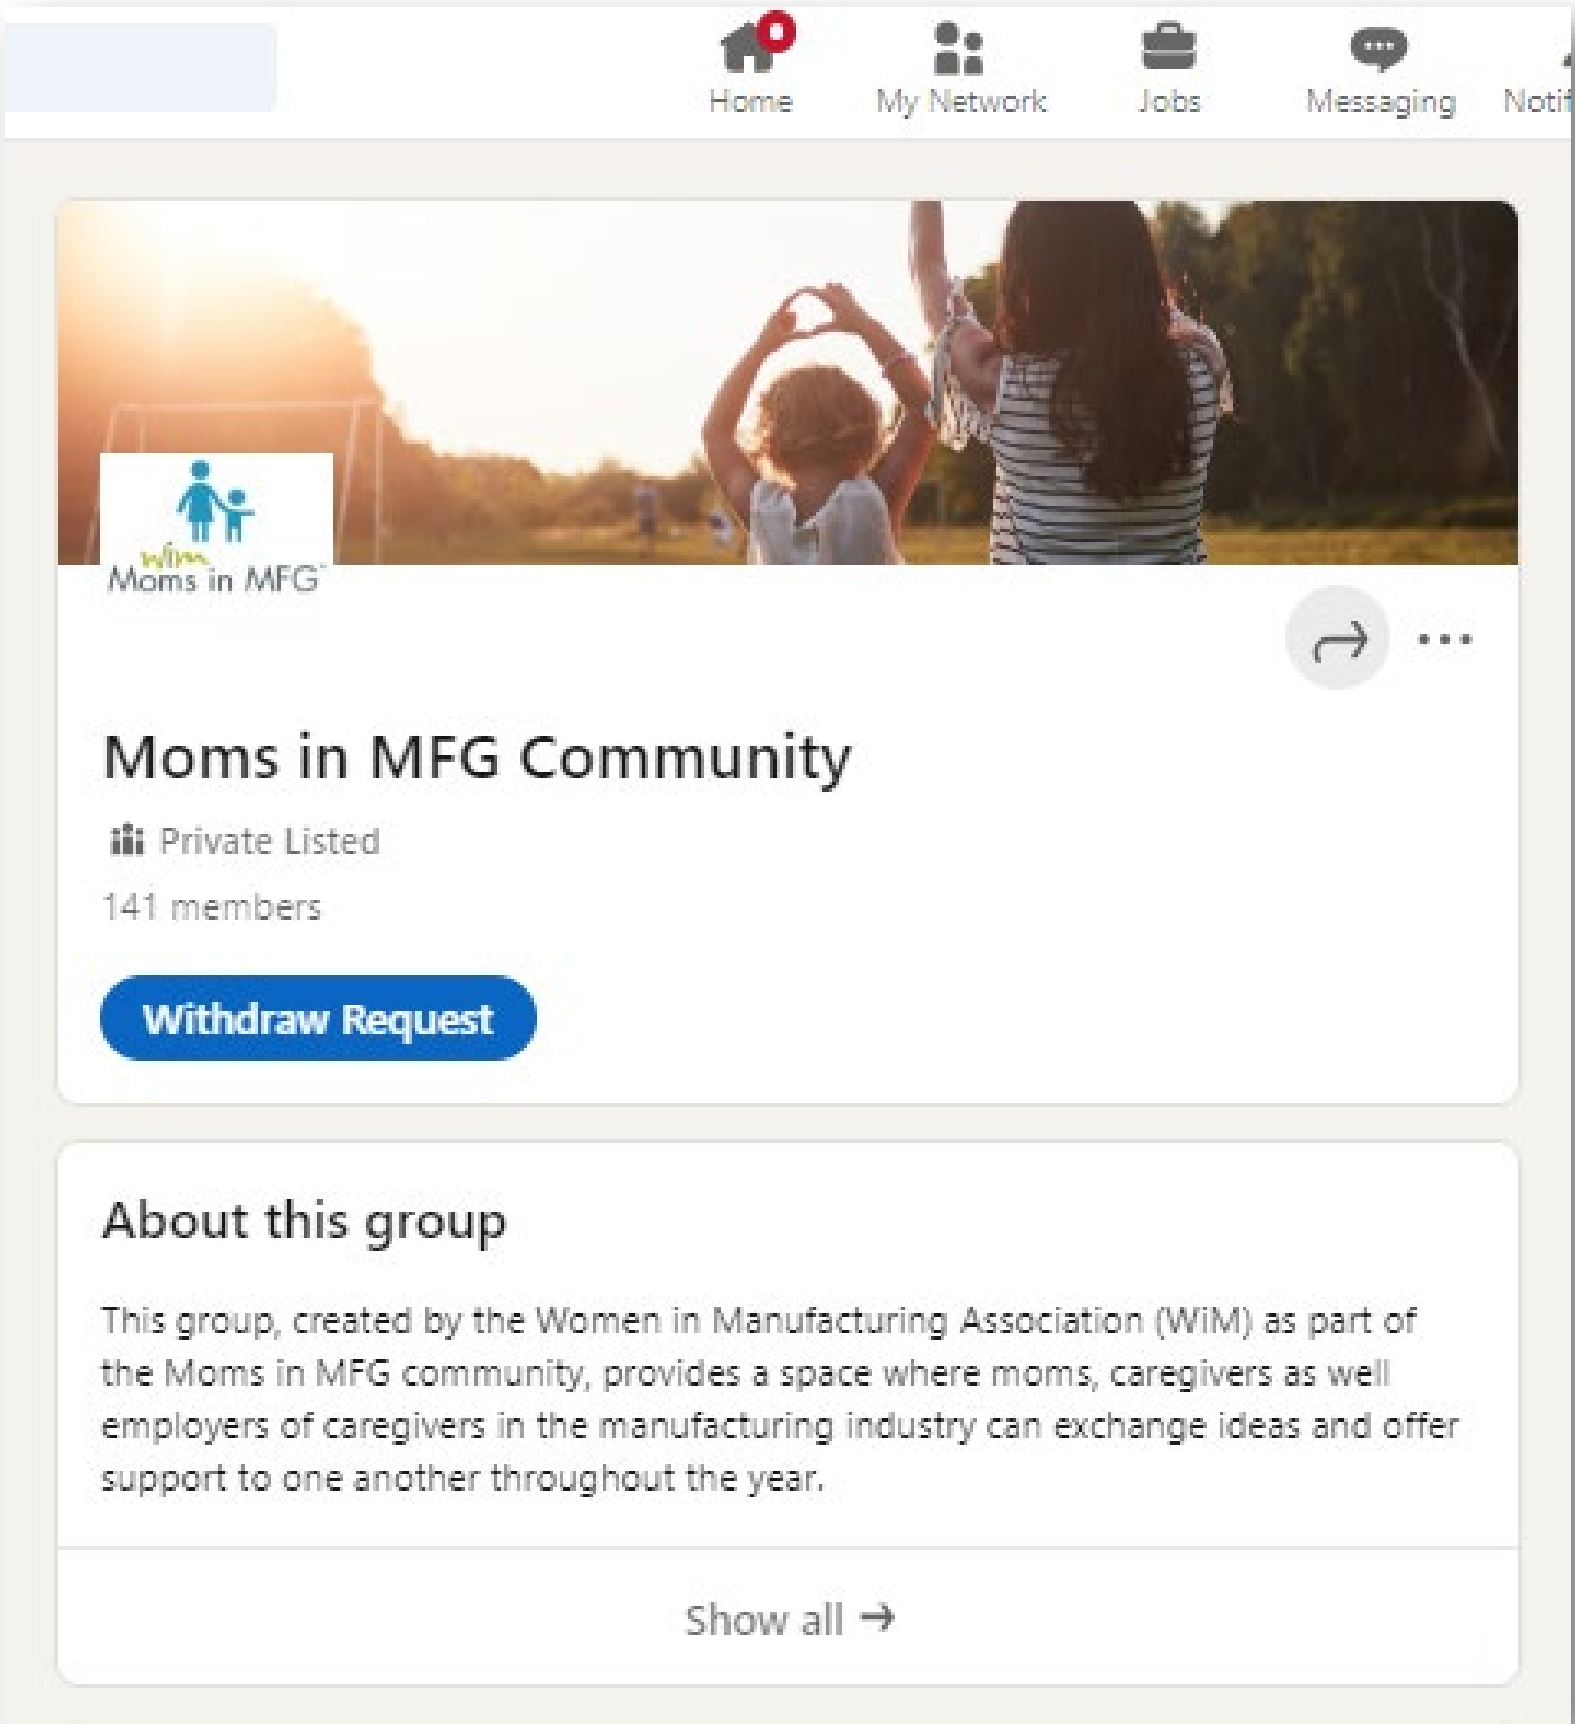 Home
My Network
Jobs
Messaging
wim
Moms in MFG
Moms in MFG Community
Private Listed
141 members
Withdraw Request
About this group
This group, created by the Women in Manufacturing Association (WiM) as part of
the Moms in MFG community, provides a space where moms, caregivers as well
employers of caregivers in the manufacturing industry can exchange ideas and offer
support to one another throughout the year.
Show all →